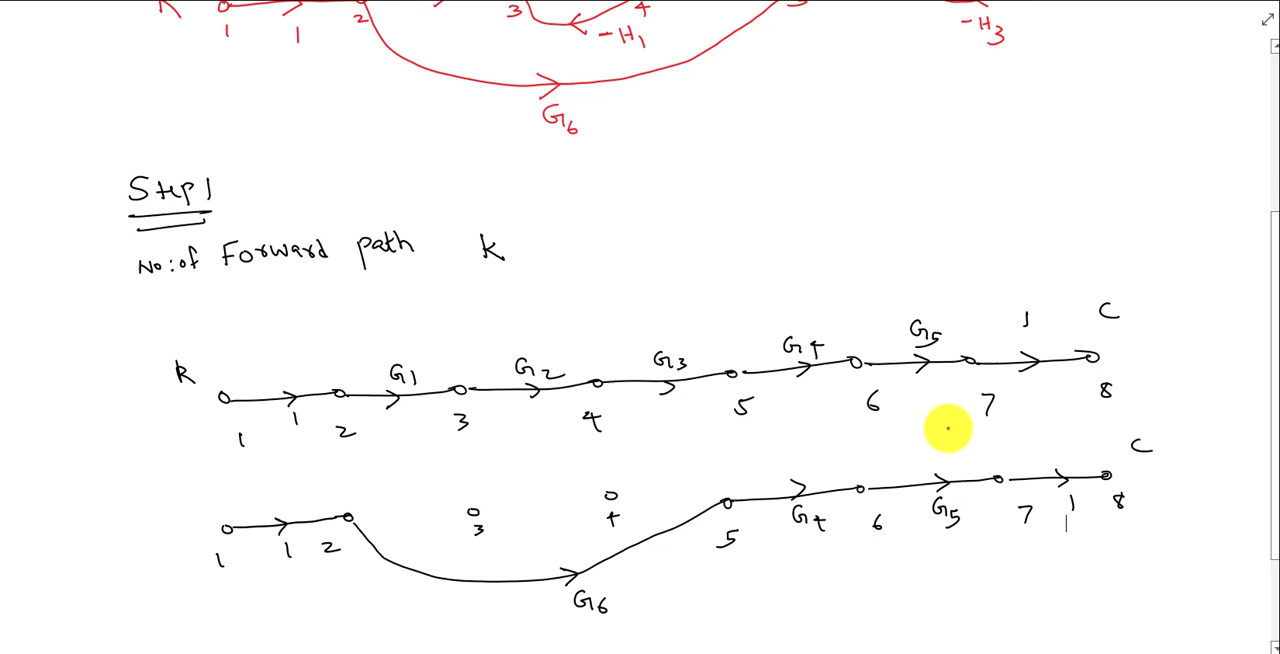 R 1 1 2 3 4 5
-H1 -H3
G6
Step 1
No: of Forward path K
R G1 G2 G3 G4 G5 1 C
1 1 2 3 4 5 6 7 8
C
3 4
1 1 2 5 G4 6 G5 7 1 8
G6